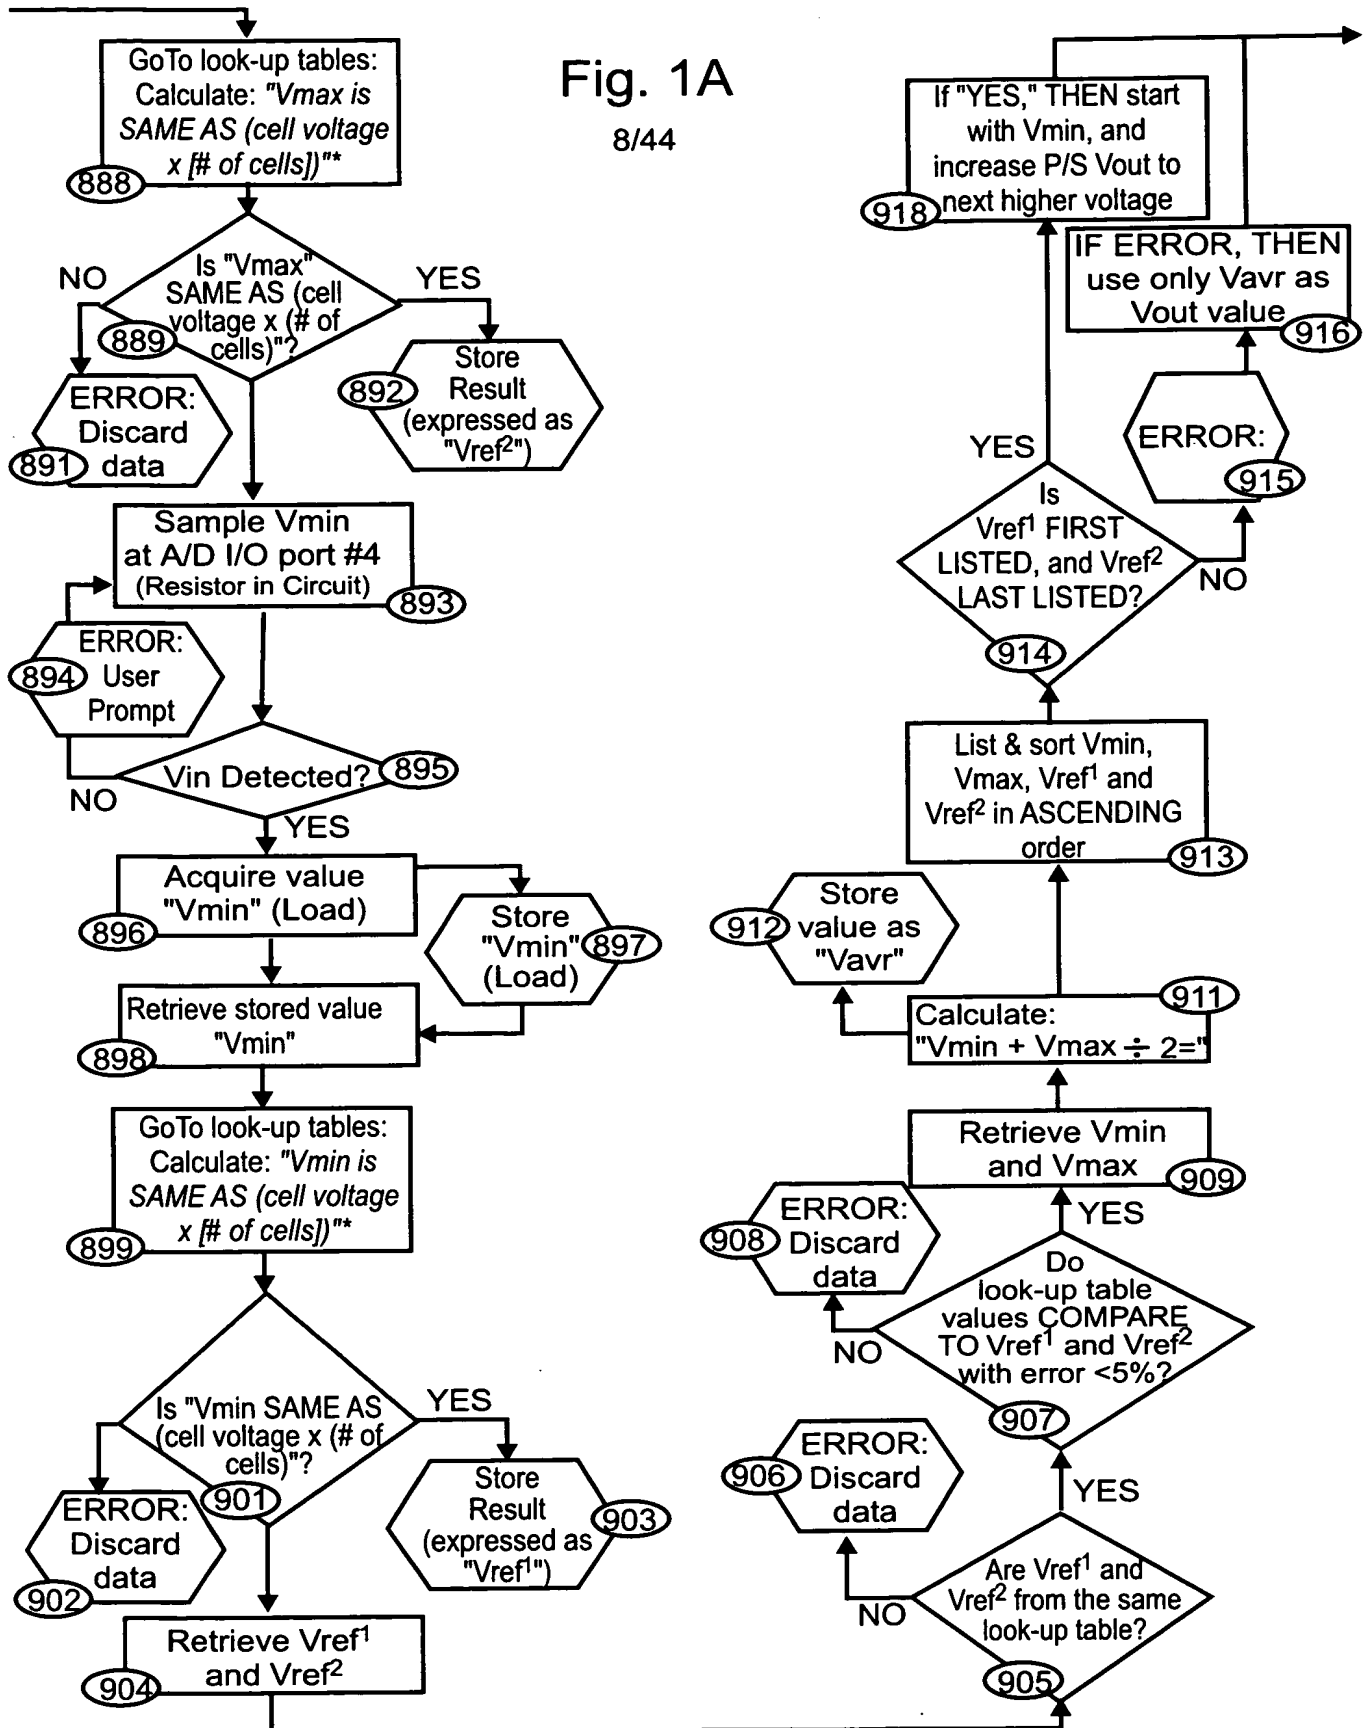 Fig. 1A
8/44
GoTo look-up tables:
Calculate: "Vmax is
SAME AS (cell voltage
x [# of cells])"*
888
Is "Vmax"
SAME AS (cell
voltage x (# of
cells)"?
889
NO
YES
ERROR:
Discard
data
891
Store
Result
(expressed as
"Vref²")
892
Sample Vmin
at A/D I/O port #4
(Resistor in Circuit)
893
ERROR:
User
Prompt
894
Vin Detected?
895
NO
YES
Acquire value
"Vmin" (Load)
896
Store
"Vmin"
(Load)
897
Retrieve stored value
"Vmin"
898
GoTo look-up tables:
Calculate: "Vmin is
SAME AS (cell voltage
x [# of cells])"*
899
Is "Vmin SAME AS
(cell voltage x (# of
cells)"?
901
YES
ERROR:
Discard
data
902
Store
Result
(expressed as
"Vref¹")
903
Retrieve Vref¹
and Vref²
904
Are Vref¹ and
Vref² from the same
look-up table?
905
NO
YES
ERROR:
Discard
data
906
Do
look-up table
values COMPARE
TO Vref¹ and Vref²
with error <5%?
907
NO
YES
ERROR:
Discard
data
908
Retrieve Vmin
and Vmax
909
Calculate:
"Vmin + Vmax ÷ 2="
911
Store
value as
"Vavr"
912
List & sort Vmin,
Vmax, Vref¹ and
Vref² in ASCENDING
order
913
Is
Vref¹ FIRST
LISTED, and Vref²
LAST LISTED?
914
YES
NO
ERROR:
915
IF ERROR, THEN
use only Vavr as
Vout value
916
If "YES," THEN start
with Vmin, and
increase P/S Vout to
next higher voltage
918